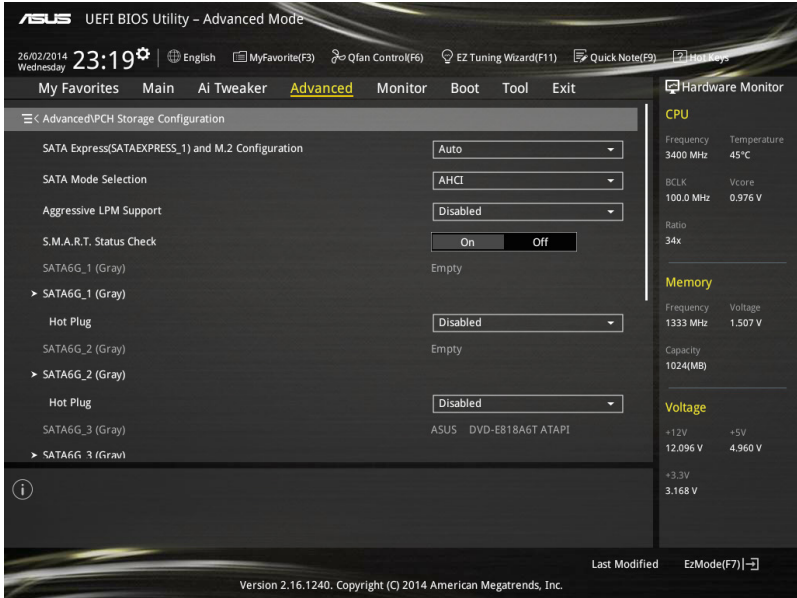 ASUS UEFI BIOS Utility – Advanced Mode
26/02/2014 Wednesday 23:19 English MyFavorite(F3) Qfan Control(F6) EZ Tuning Wizard(F11) Quick Note(F9) ? Hot Keys
My Favorites Main Ai Tweaker Advanced Monitor Boot Tool Exit
Hardware Monitor
< Advanced\PCH Storage Configuration
SATA Express(SATAEXPRESS_1) and M.2 Configuration Auto
SATA Mode Selection AHCI
Aggressive LPM Support Disabled
S.M.A.R.T. Status Check On Off
SATA6G_1 (Gray) Empty
> SATA6G_1 (Gray)
Hot Plug Disabled
SATA6G_2 (Gray) Empty
> SATA6G_2 (Gray)
Hot Plug Disabled
SATA6G_3 (Gray) ASUS DVD-E818A6T ATAPI
> SATA6G_3 (Gray)
CPU
Frequency Temperature
3400 MHz 45°C
BCLK Vcore
100.0 MHz 0.976 V
Ratio
34x
Memory
Frequency Voltage
1333 MHz 1.507 V
Capacity
1024(MB)
Voltage
+12V +5V
12.096 V 4.960 V
+3.3V
3.168 V
i
Last Modified EzMode(F7)
Version 2.16.1240. Copyright (C) 2014 American Megatrends, Inc.